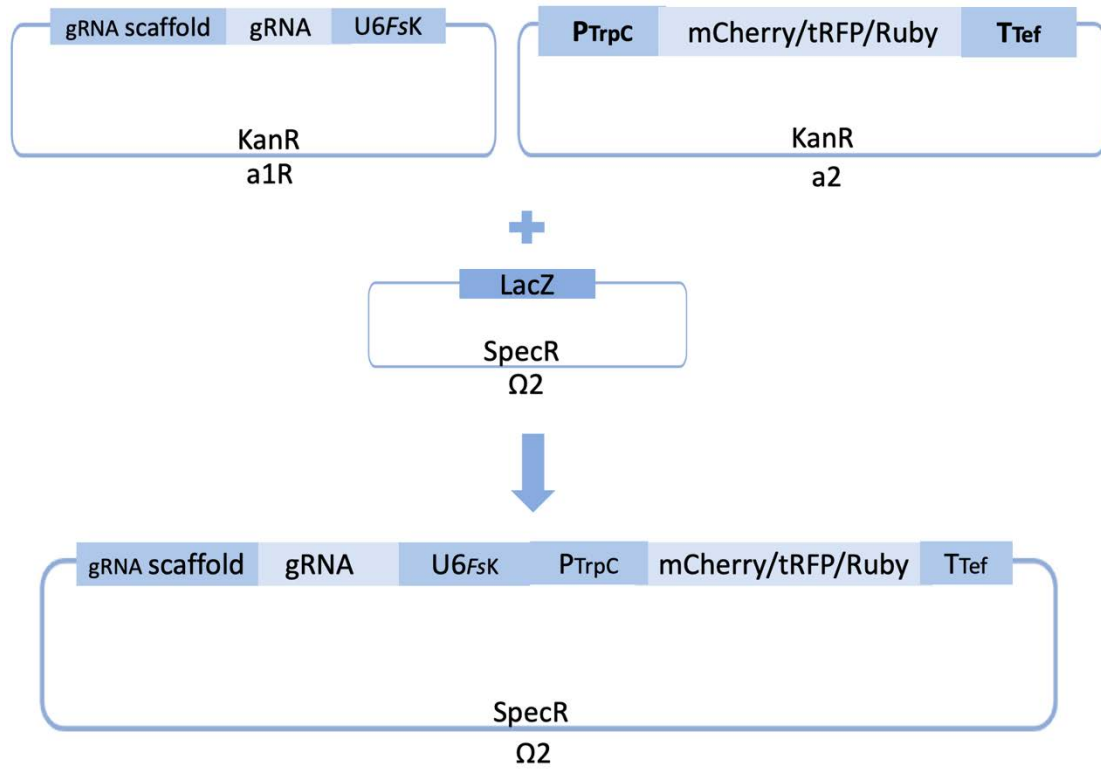 gRNA scaffold gRNA U6FsK
PTrpC mCherry/tRFP/Ruby TTef
KanR
a1R
KanR
a2
LacZ
SpecR
Ω2
gRNA scaffold gRNA U6FsK PTrpC mCherry/tRFP/Ruby TTef
SpecR
Ω2